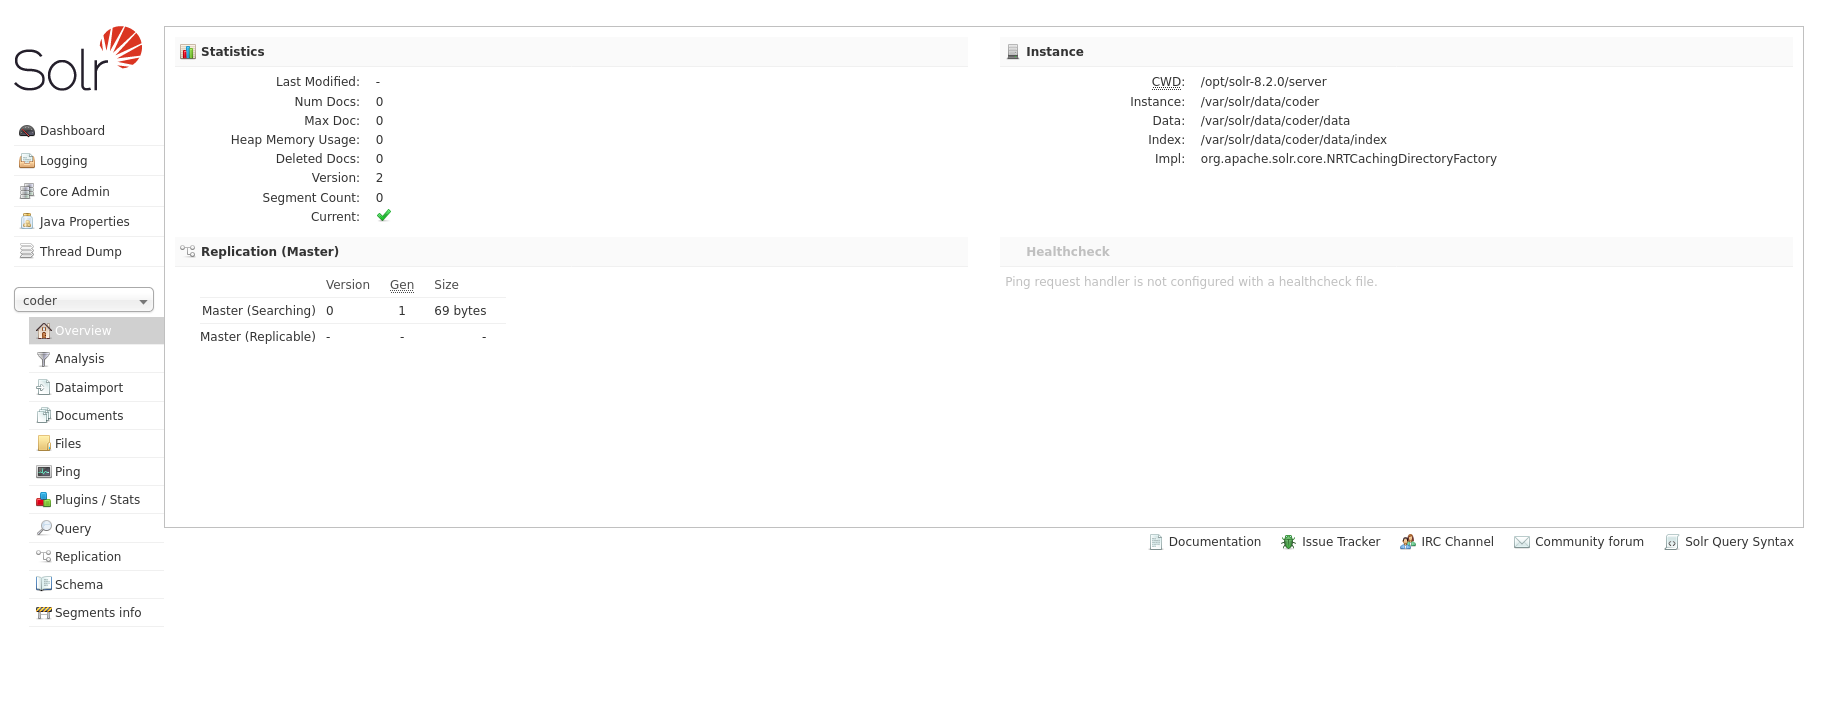 Solr
Dashboard
Logging
Core Admin
Java Properties
Thread Dump
coder
Overview
Analysis
Dataimport
Documents
Files
Ping
Plugins / Stats
Query
Replication
Schema
Segments info
Statistics
Last Modified: -
Num Docs: 0
Max Doc: 0
Heap Memory Usage: 0
Deleted Docs: 0
Version: 2
Segment Count: 0
Current:
Instance
CWD: /opt/solr-8.2.0/server
Instance: /var/solr/data/coder
Data: /var/solr/data/coder/data
Index: /var/solr/data/coder/data/index
Impl: org.apache.solr.core.NRTCachingDirectoryFactory
Replication (Master)
Version Gen Size
Master (Searching) 0 1 69 bytes
Master (Replicable) - - -
Healthcheck
Ping request handler is not configured with a healthcheck file.
Documentation Issue Tracker IRC Channel Community forum Solr Query Syntax